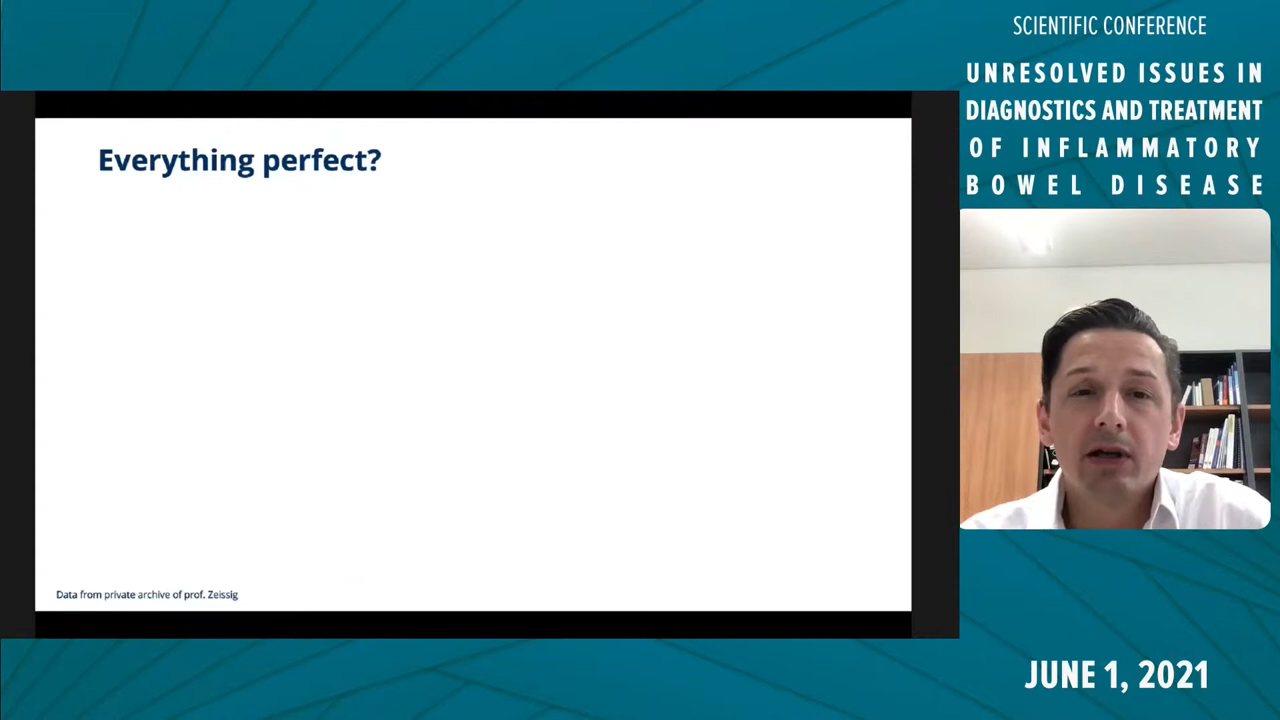 SCIENTIFIC CONFERENCE
UNRESOLVED ISSUES IN
DIAGNOSTICS AND TREATMENT
OF INFLAMMATORY
BOWEL DISEASE
Everything perfect?
Data from private archive of prof. Zeissig
JUNE 1, 2021